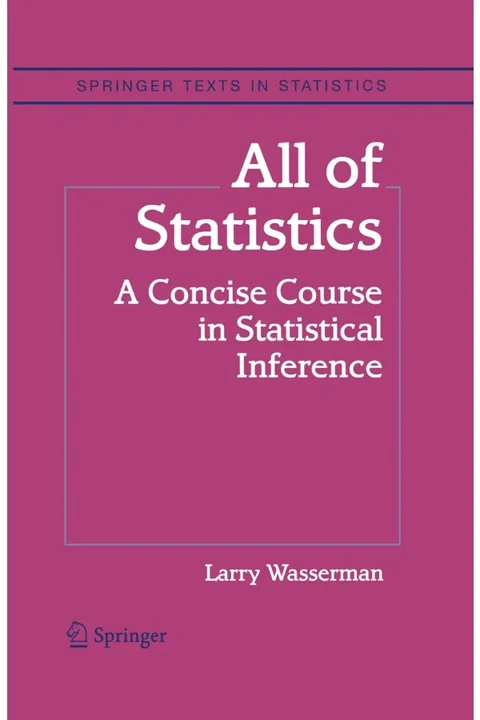 SPRINGER TEXTS IN STATISTICS
All of
Statistics
A Concise Course
in Statistical
Inference
Larry Wasserman
Springer